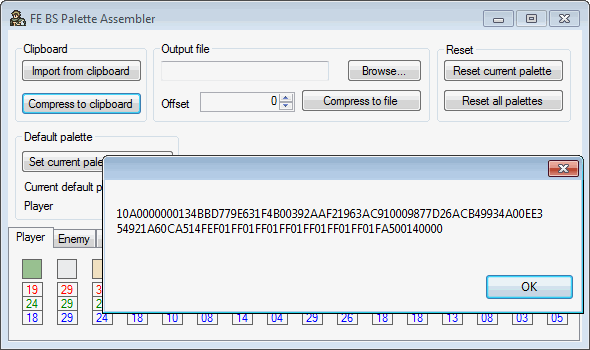 FE BS Palette Assembler
Clipboard
Output file
Reset
Import from clipboard
Browse...
Reset current palette
Compress to clipboard
Offset
0
Compress to file
Reset all palettes
Default palette
Set current pale
Current default p
Player
10A0000000134BBD779E631F4B00392AAF21963AC910009877D26ACB49934A00EE3
54921A60CA514FEF01FF01FF01FF01FF01FF01FF01FA500140000
OK
Player Enemy
19 29
24 29
18 29 24 18 10 08 14 04 29 26 18 18 13 08 03 05